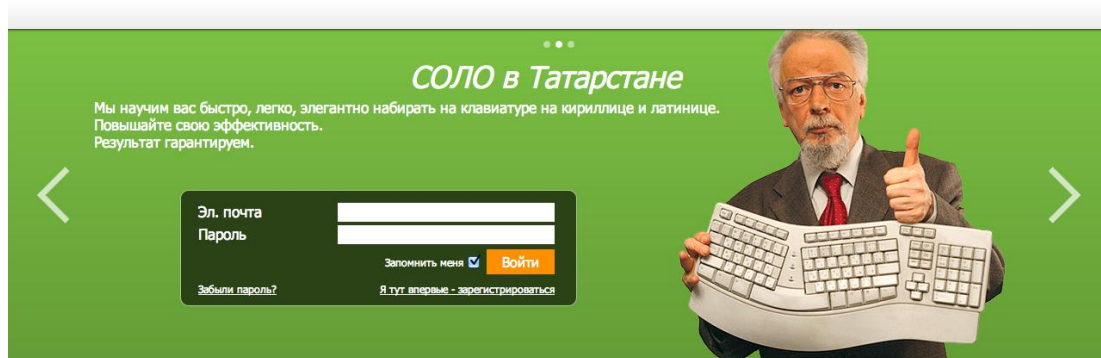 СОЛО в Татарстане
Мы научим вас быстро, легко, элегантно набирать на клавиатуре на кириллице и латинице.
Повышайте свою эффективность.
Результат гарантируем.
Эл. почта
Пароль
Запомнить меня Войти
Забыли пароль? Я тут впервые - зарегистрироваться